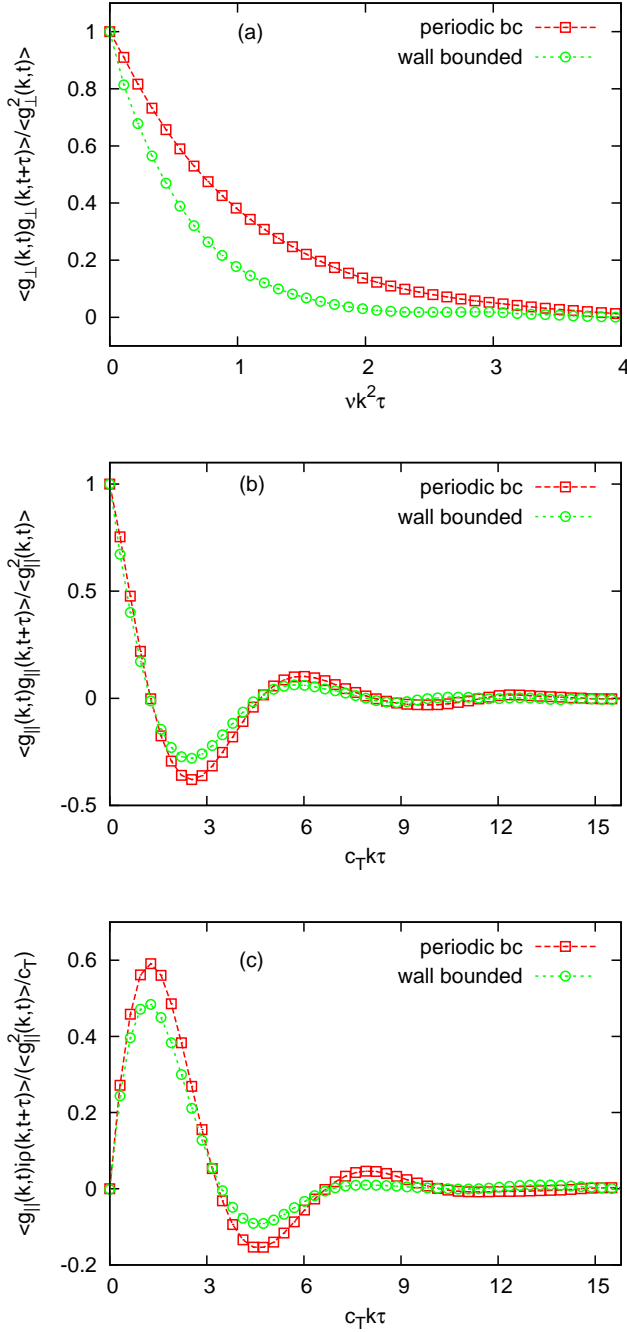 (a)
periodic bc
wall bounded
<g⊥(k,t)g⊥(k,t+τ)>/<g⊥²(k,t)>
1
0.8
0.6
0.4
0.2
0
0 1 2 3 4
νk²τ
(b)
periodic bc
wall bounded
<g||(k,t)g||(k,t+τ)>/<g||²(k,t)>
1
0.5
0
-0.5
0 3 6 9 12 15
c_Tkτ
(c)
periodic bc
wall bounded
<g||(k,t)iρ(k,t+τ)>/(<g||²(k,t)>/c_T)
0.6
0.4
0.2
0
-0.2
0 3 6 9 12 15
c_Tkτ